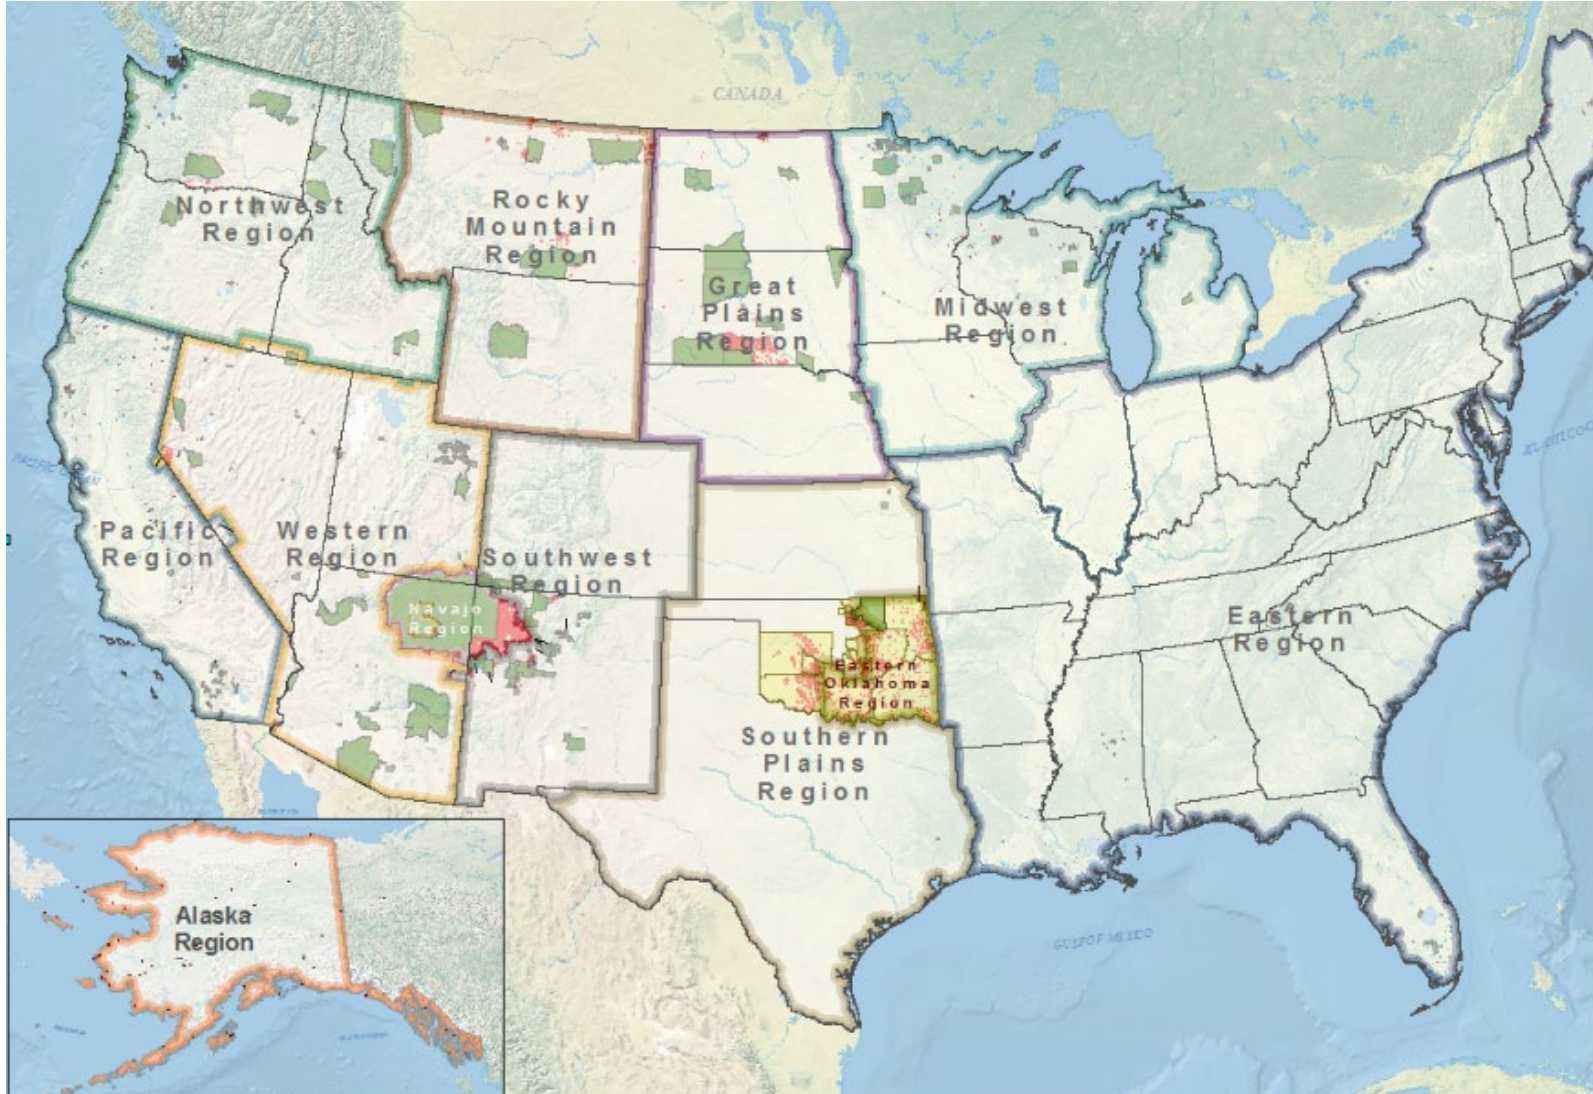 CANADA
Northwest
Region
Rocky
Mountain
Region
Great
Plains
Region
Midwest
Region
Pacific
Region
Western
Region
Southwest
Region
Navajo
Region
Eastern
Oklahoma
Region
Eastern
Region
Southern
Plains
Region
Alaska
Region
GULF OF MEXICO